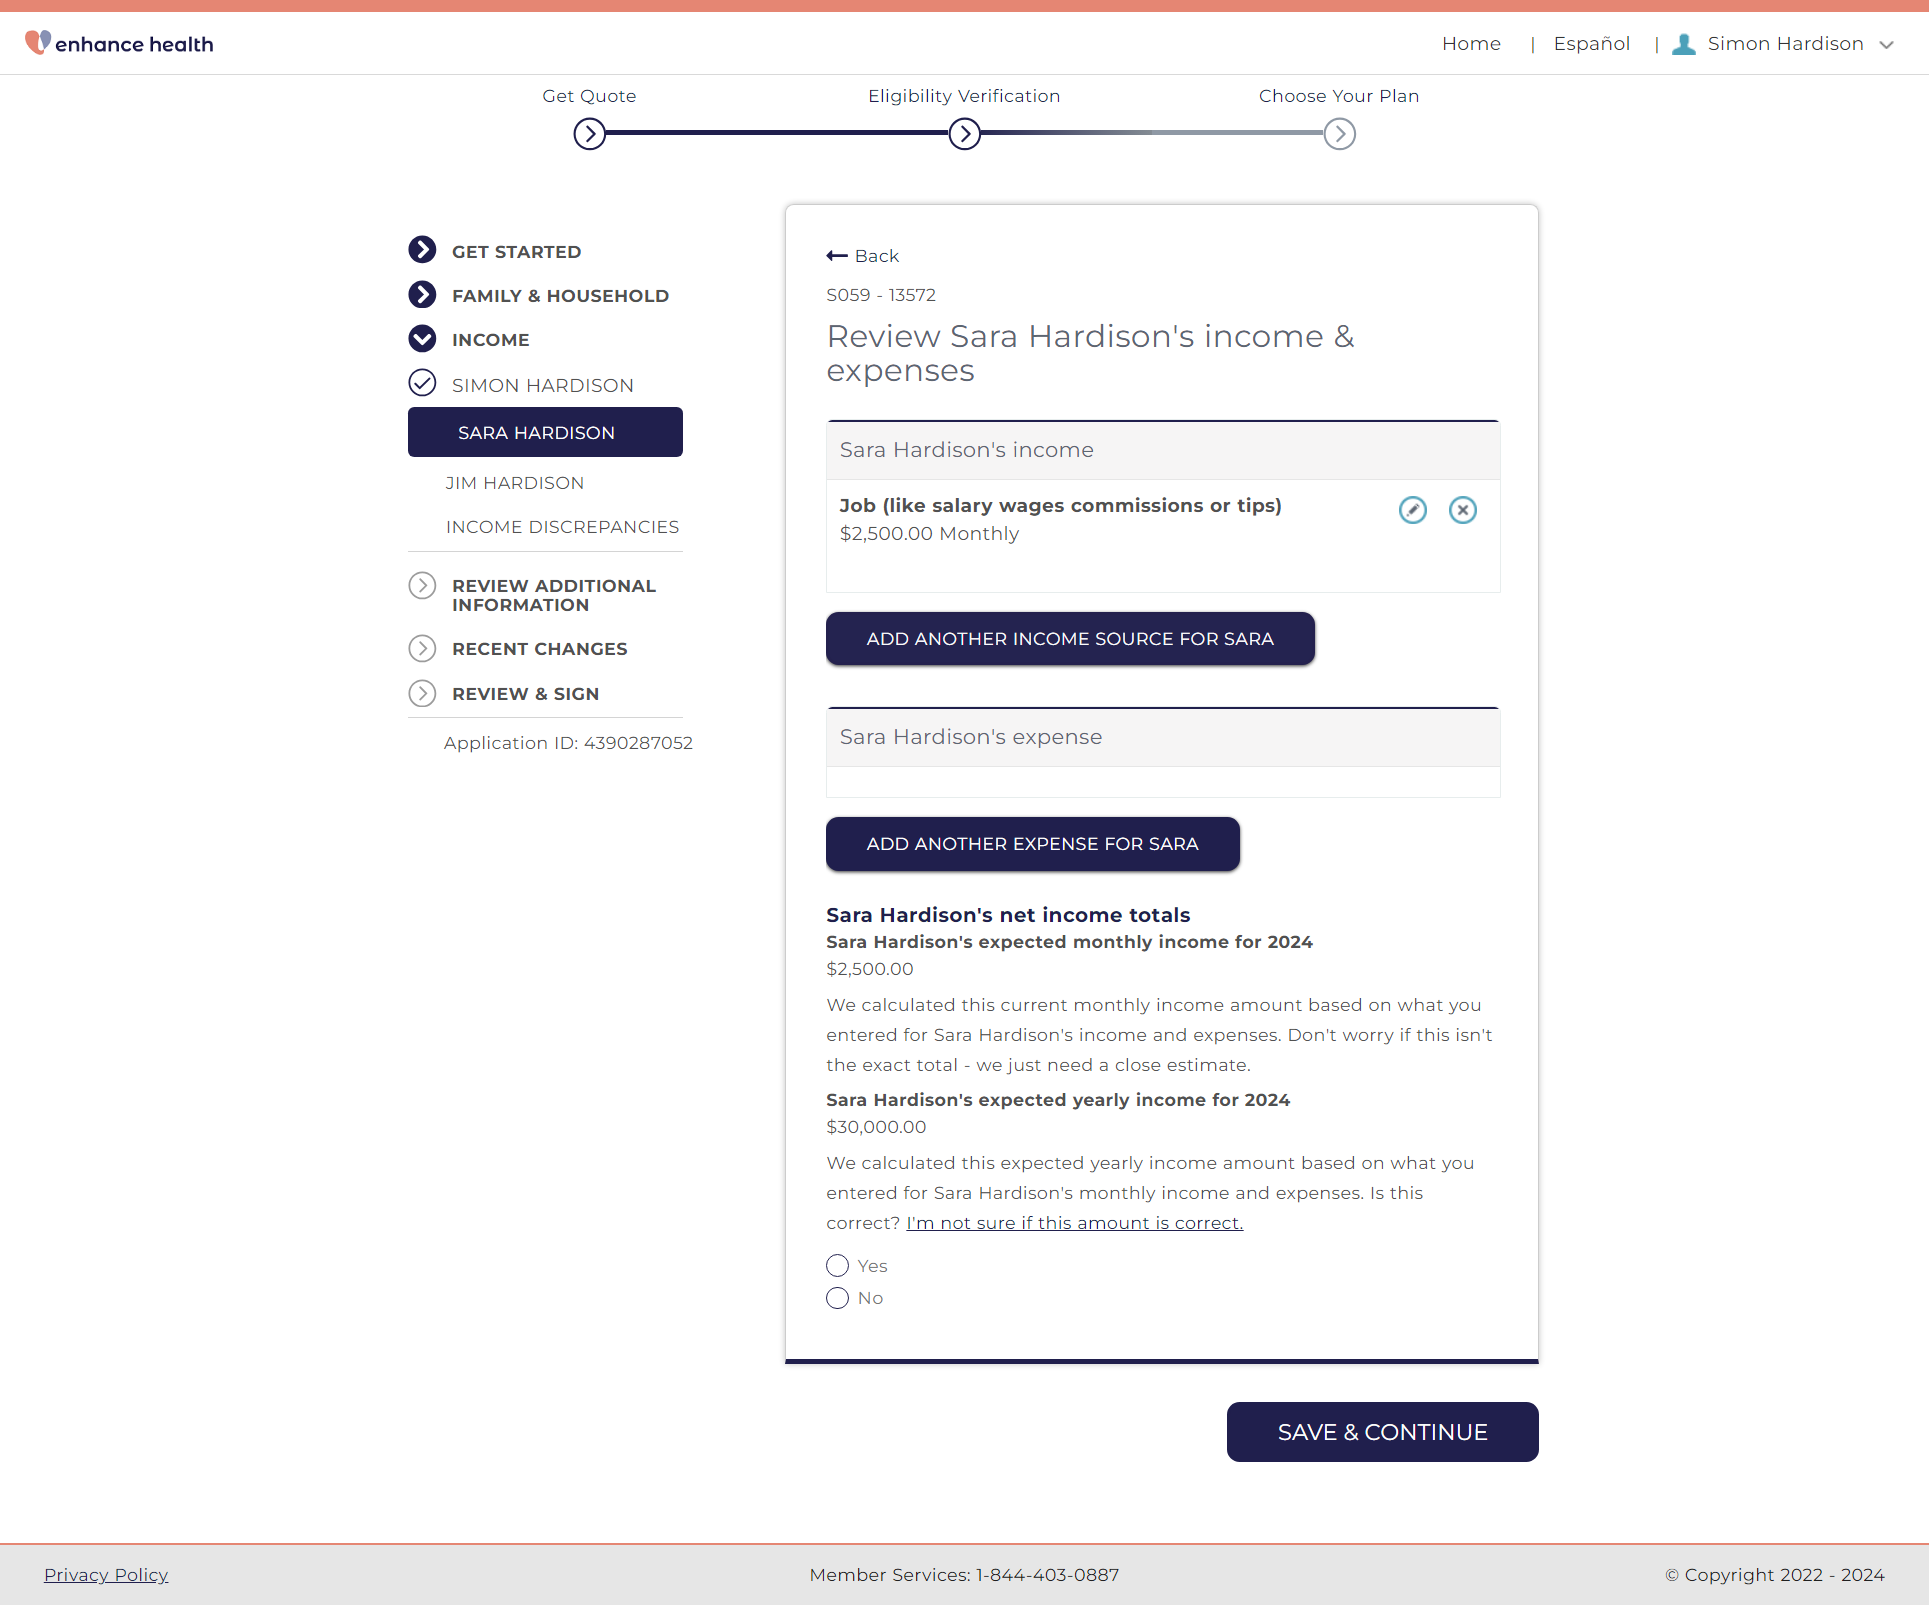 enhance health
Home | Español | Simon Hardison
Get Quote
Eligibility Verification
Choose Your Plan
GET STARTED
FAMILY & HOUSEHOLD
INCOME
SIMON HARDISON
SARA HARDISON
JIM HARDISON
INCOME DISCREPANCIES
REVIEW ADDITIONAL
INFORMATION
RECENT CHANGES
REVIEW & SIGN
Application ID: 4390287052
Back
S059 - 13572
Review Sara Hardison's income &
expenses
Sara Hardison's income
Job (like salary wages commissions or tips)
$2,500.00 Monthly
ADD ANOTHER INCOME SOURCE FOR SARA
Sara Hardison's expense
ADD ANOTHER EXPENSE FOR SARA
Sara Hardison's net income totals
Sara Hardison's expected monthly income for 2024
$2,500.00
We calculated this current monthly income amount based on what you
entered for Sara Hardison's income and expenses. Don't worry if this isn't
the exact total - we just need a close estimate.
Sara Hardison's expected yearly income for 2024
$30,000.00
We calculated this expected yearly income amount based on what you
entered for Sara Hardison's monthly income and expenses. Is this
correct? I'm not sure if this amount is correct.
Yes
No
SAVE & CONTINUE
Privacy Policy
Member Services: 1-844-403-0887
© Copyright 2022 - 2024